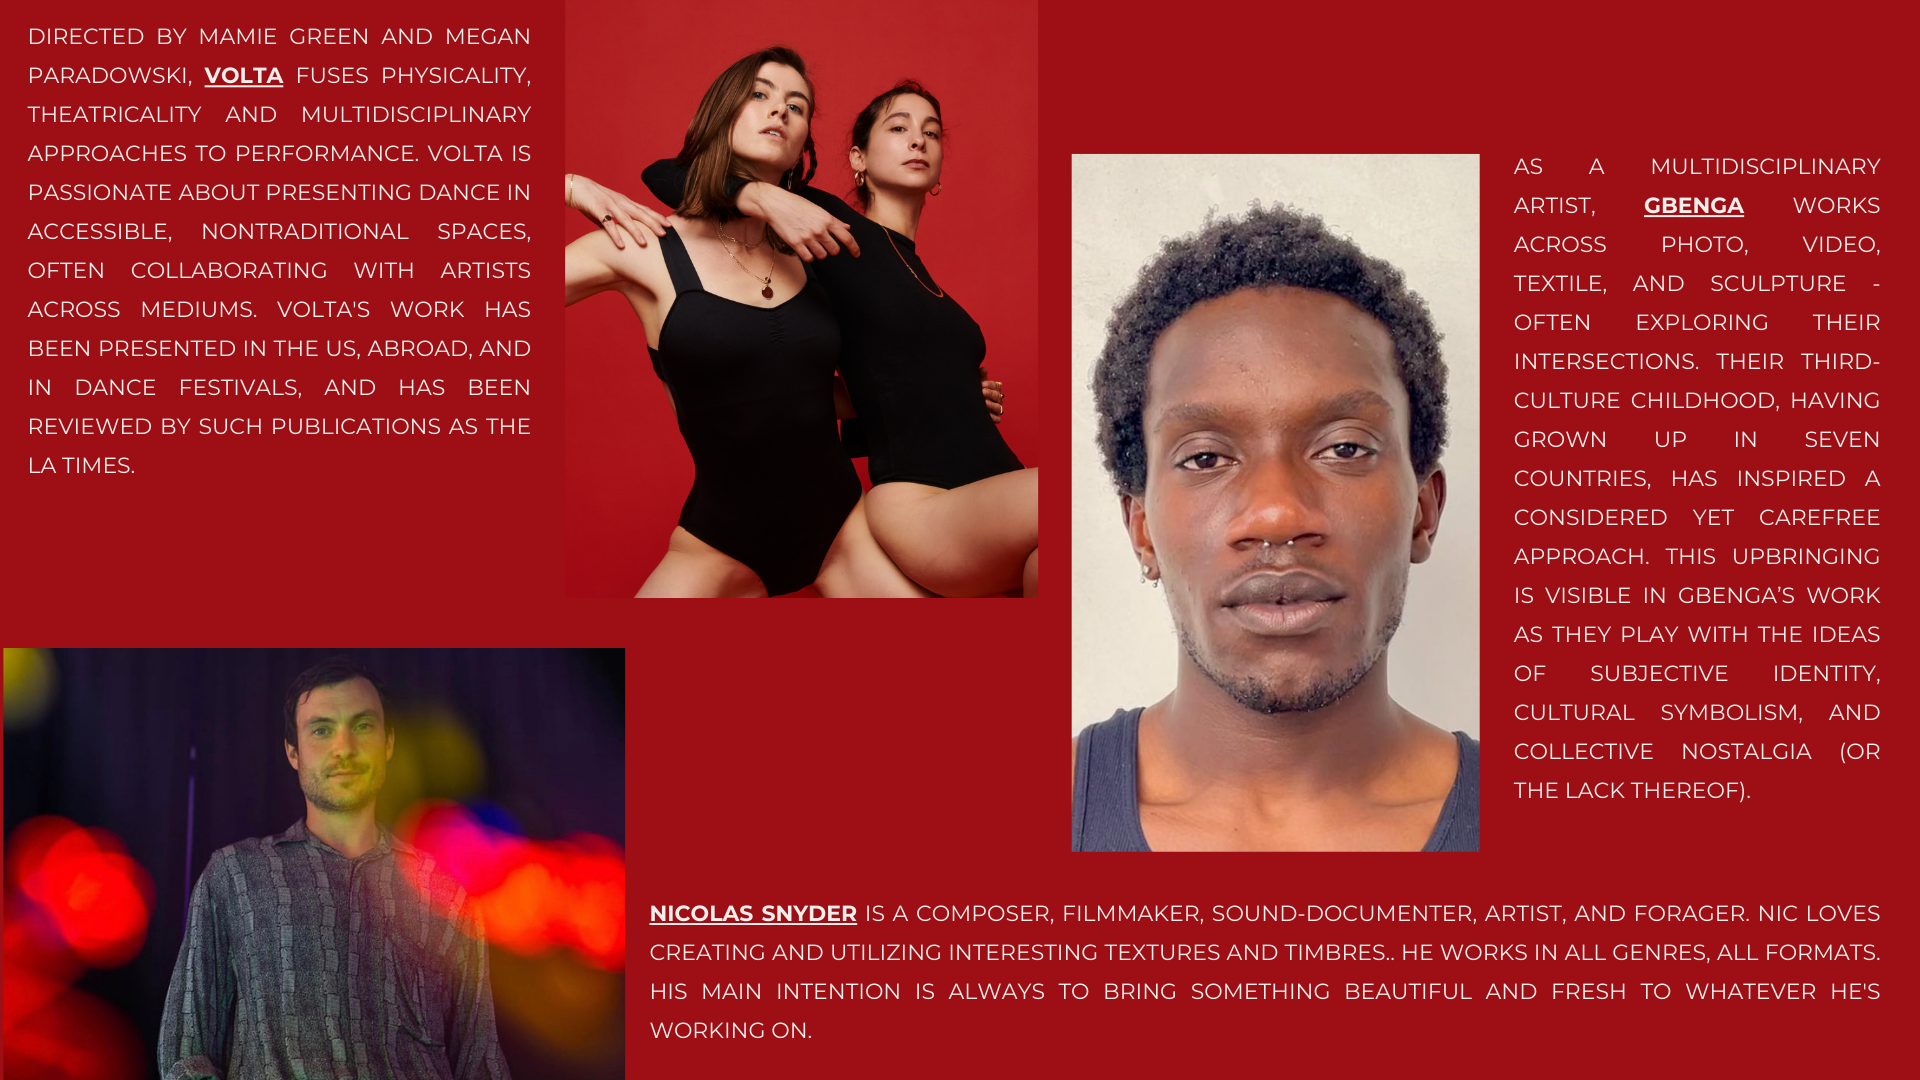 DIRECTED BY MAMIE GREEN AND MEGAN
PARADOWSKI, VOLTA FUSES PHYSICALITY,
THEATRICALITY AND MULTIDISCIPLINARY
APPROACHES TO PERFORMANCE. VOLTA IS
PASSIONATE ABOUT PRESENTING DANCE IN
ACCESSIBLE, NONTRADITIONAL SPACES,
OFTEN COLLABORATING WITH ARTISTS
ACROSS MEDIUMS. VOLTA'S WORK HAS
BEEN PRESENTED IN THE US, ABROAD, AND
IN DANCE FESTIVALS, AND HAS BEEN
REVIEWED BY SUCH PUBLICATIONS AS THE
LA TIMES.
AS A MULTIDISCIPLINARY
ARTIST, GBENGA WORKS
ACROSS PHOTO, VIDEO,
TEXTILE, AND SCULPTURE -
OFTEN EXPLORING THEIR
INTERSECTIONS. THEIR THIRD-
CULTURE CHILDHOOD, HAVING
GROWN UP IN SEVEN
COUNTRIES, HAS INSPIRED A
CONSIDERED YET CAREFREE
APPROACH. THIS UPBRINGING
IS VISIBLE IN GBENGA’S WORK
AS THEY PLAY WITH THE IDEAS
OF SUBJECTIVE IDENTITY,
CULTURAL SYMBOLISM, AND
COLLECTIVE NOSTALGIA (OR
THE LACK THEREOF).
NICOLAS SNYDER IS A COMPOSER, FILMMAKER, SOUND-DOCUMENTER, ARTIST, AND FORAGER. NIC LOVES
CREATING AND UTILIZING INTERESTING TEXTURES AND TIMBRES.. HE WORKS IN ALL GENRES, ALL FORMATS.
HIS MAIN INTENTION IS ALWAYS TO BRING SOMETHING BEAUTIFUL AND FRESH TO WHATEVER HE'S
WORKING ON.